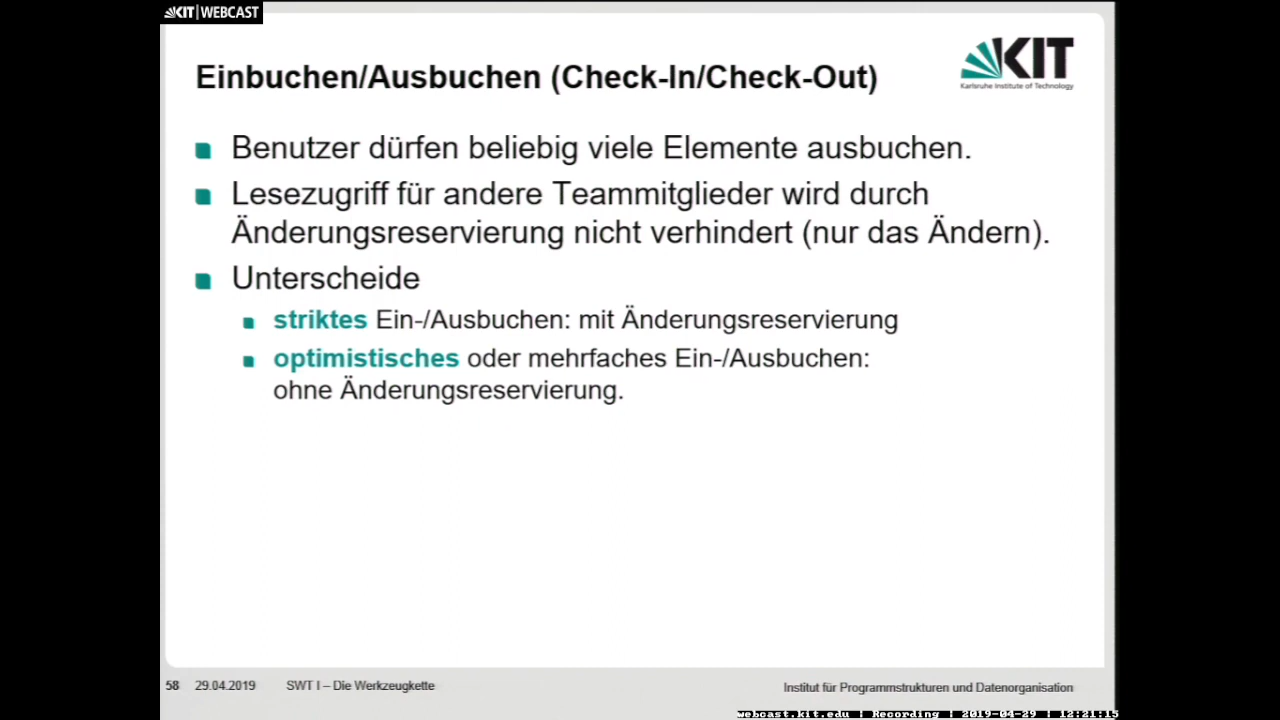 KIT | WEBCAST
Einbuchen/Ausbuchen (Check-In/Check-Out)
KIT
Karlsruhe Institute of Technology
Benutzer dürfen beliebig viele Elemente ausbuchen.
Lesezugriff für andere Teammitglieder wird durch
Änderungsreservierung nicht verhindert (nur das Ändern).
Unterscheide
striktes Ein-/Ausbuchen: mit Änderungsreservierung
optimistisches oder mehrfaches Ein-/Ausbuchen:
ohne Änderungsreservierung.
58 29.04.2019 SWT I – Die Werkzeugkette
Institut für Programmstrukturen und Datenorganisation
webcast.kit.edu | Recording | 2019-04-29 | 12:21:15